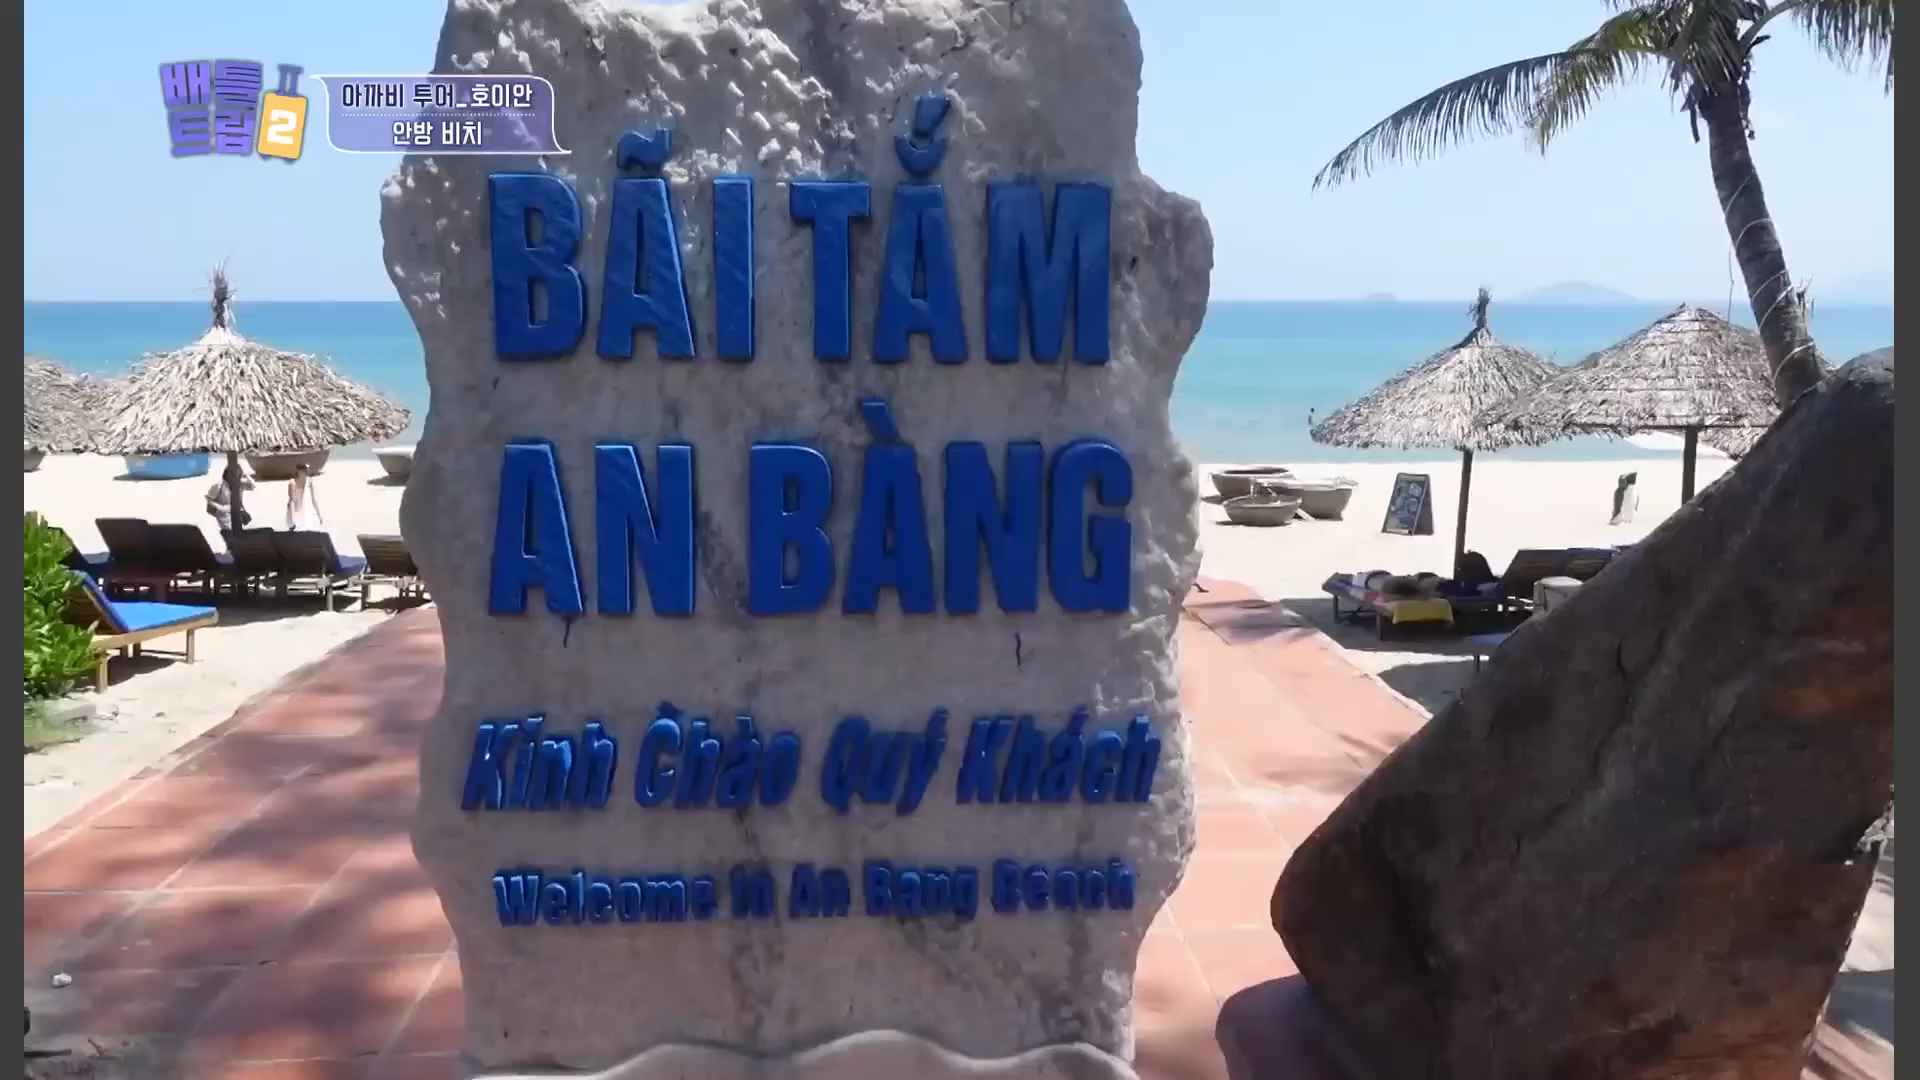 배틀
트립
2
아까비 투어_호이안
안방 비치
BÃI TẮM
AN BÀNG
Kính Chào Quý Khách
Welcome to An Bang Beach